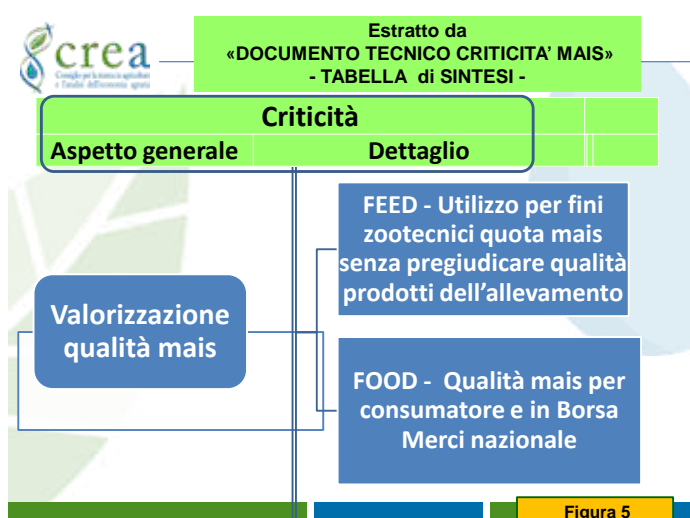 crea
Consiglio per la ricerca in agricoltura
e l'analisi dell'economia agraria
Estratto da
«DOCUMENTO TECNICO CRITICITA' MAIS»
- TABELLA di SINTESI -
Criticità
Aspetto generale Dettaglio
FEED - Utilizzo per fini
zootecnici quota mais
senza pregiudicare qualità
prodotti dell'allevamento
Valorizzazione
qualità mais
FOOD - Qualità mais per
consumatore e in Borsa
Merci nazionale
Figura 5